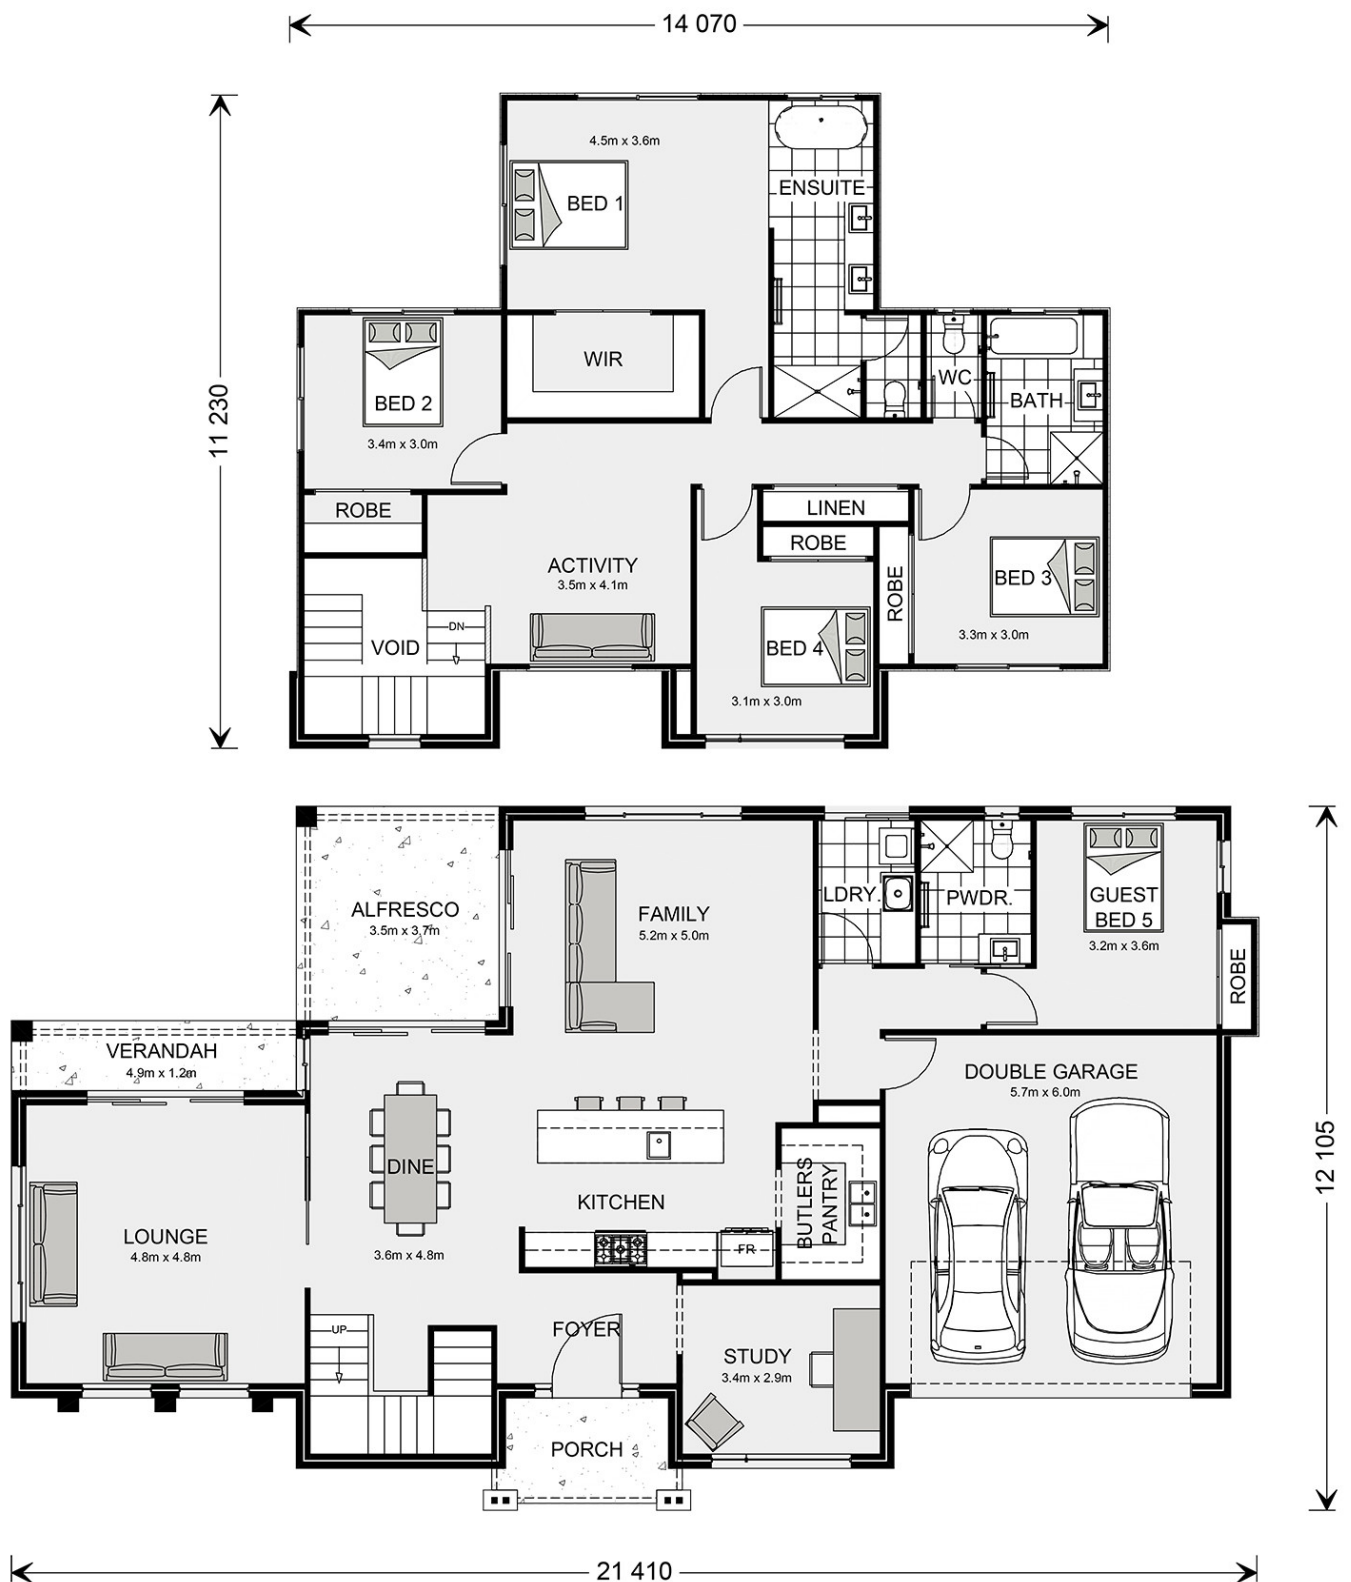 14 070
11 230
4.5m x 3.6m
BED 1
ENSUITE
WIR
BED 2
3.4m x 3.0m
WC
BATH
ROBE
LINEN
ROBE
ACTIVITY
3.5m x 4.1m
ROBE
BED 3
3.3m x 3.0m
DN
VOID
BED 4
3.1m x 3.0m
ALFRESCO
3.5m x 3.7m
FAMILY
5.2m x 5.0m
LDRY.
PWDR.
GUEST
BED 5
3.2m x 3.6m
ROBE
VERANDAH
4.9m x 1.2m
DOUBLE GARAGE
5.7m x 6.0m
12 105
DINE
3.6m x 4.8m
KITCHEN
BUTLERS
PANTRY
FR
LOUNGE
4.8m x 4.8m
UP
FOYER
STUDY
3.4m x 2.9m
PORCH
21 410